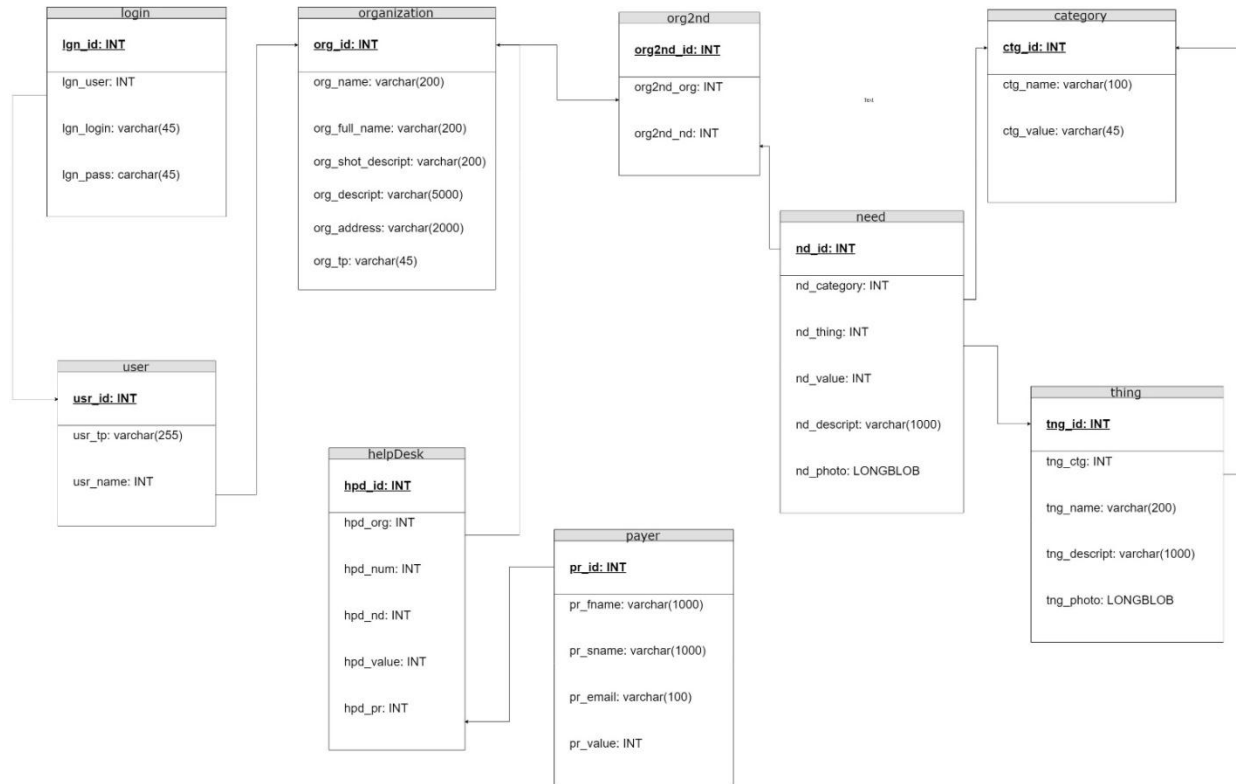 login
lgn_id: INT
lgn_user: INT
lgn_login: varchar(45)
lgn_pass: carchar(45)
organization
org_id: INT
org_name: varchar(200)
org_full_name: varchar(200)
org_shot_descript: varchar(200)
org_descript: varchar(5000)
org_address: varchar(2000)
org_tp: varchar(45)
org2nd
org2nd_id: INT
org2nd_org: INT
org2nd_nd: INT
Text
category
ctg_id: INT
ctg_name: varchar(100)
ctg_value: varchar(45)
need
nd_id: INT
nd_category: INT
nd_thing: INT
nd_value: INT
nd_descript: varchar(1000)
nd_photo: LONGBLOB
user
usr_id: INT
usr_tp: varchar(255)
usr_name: INT
helpDesk
hpd_id: INT
hpd_org: INT
hpd_num: INT
hpd_nd: INT
hpd_value: INT
hpd_pr: INT
payer
pr_id: INT
pr_fname: varchar(1000)
pr_sname: varchar(1000)
pr_email: varchar(100)
pr_value: INT
thing
tng_id: INT
tng_ctg: INT
tng_name: varchar(200)
tng_descript: varchar(1000)
tng_photo: LONGBLOB